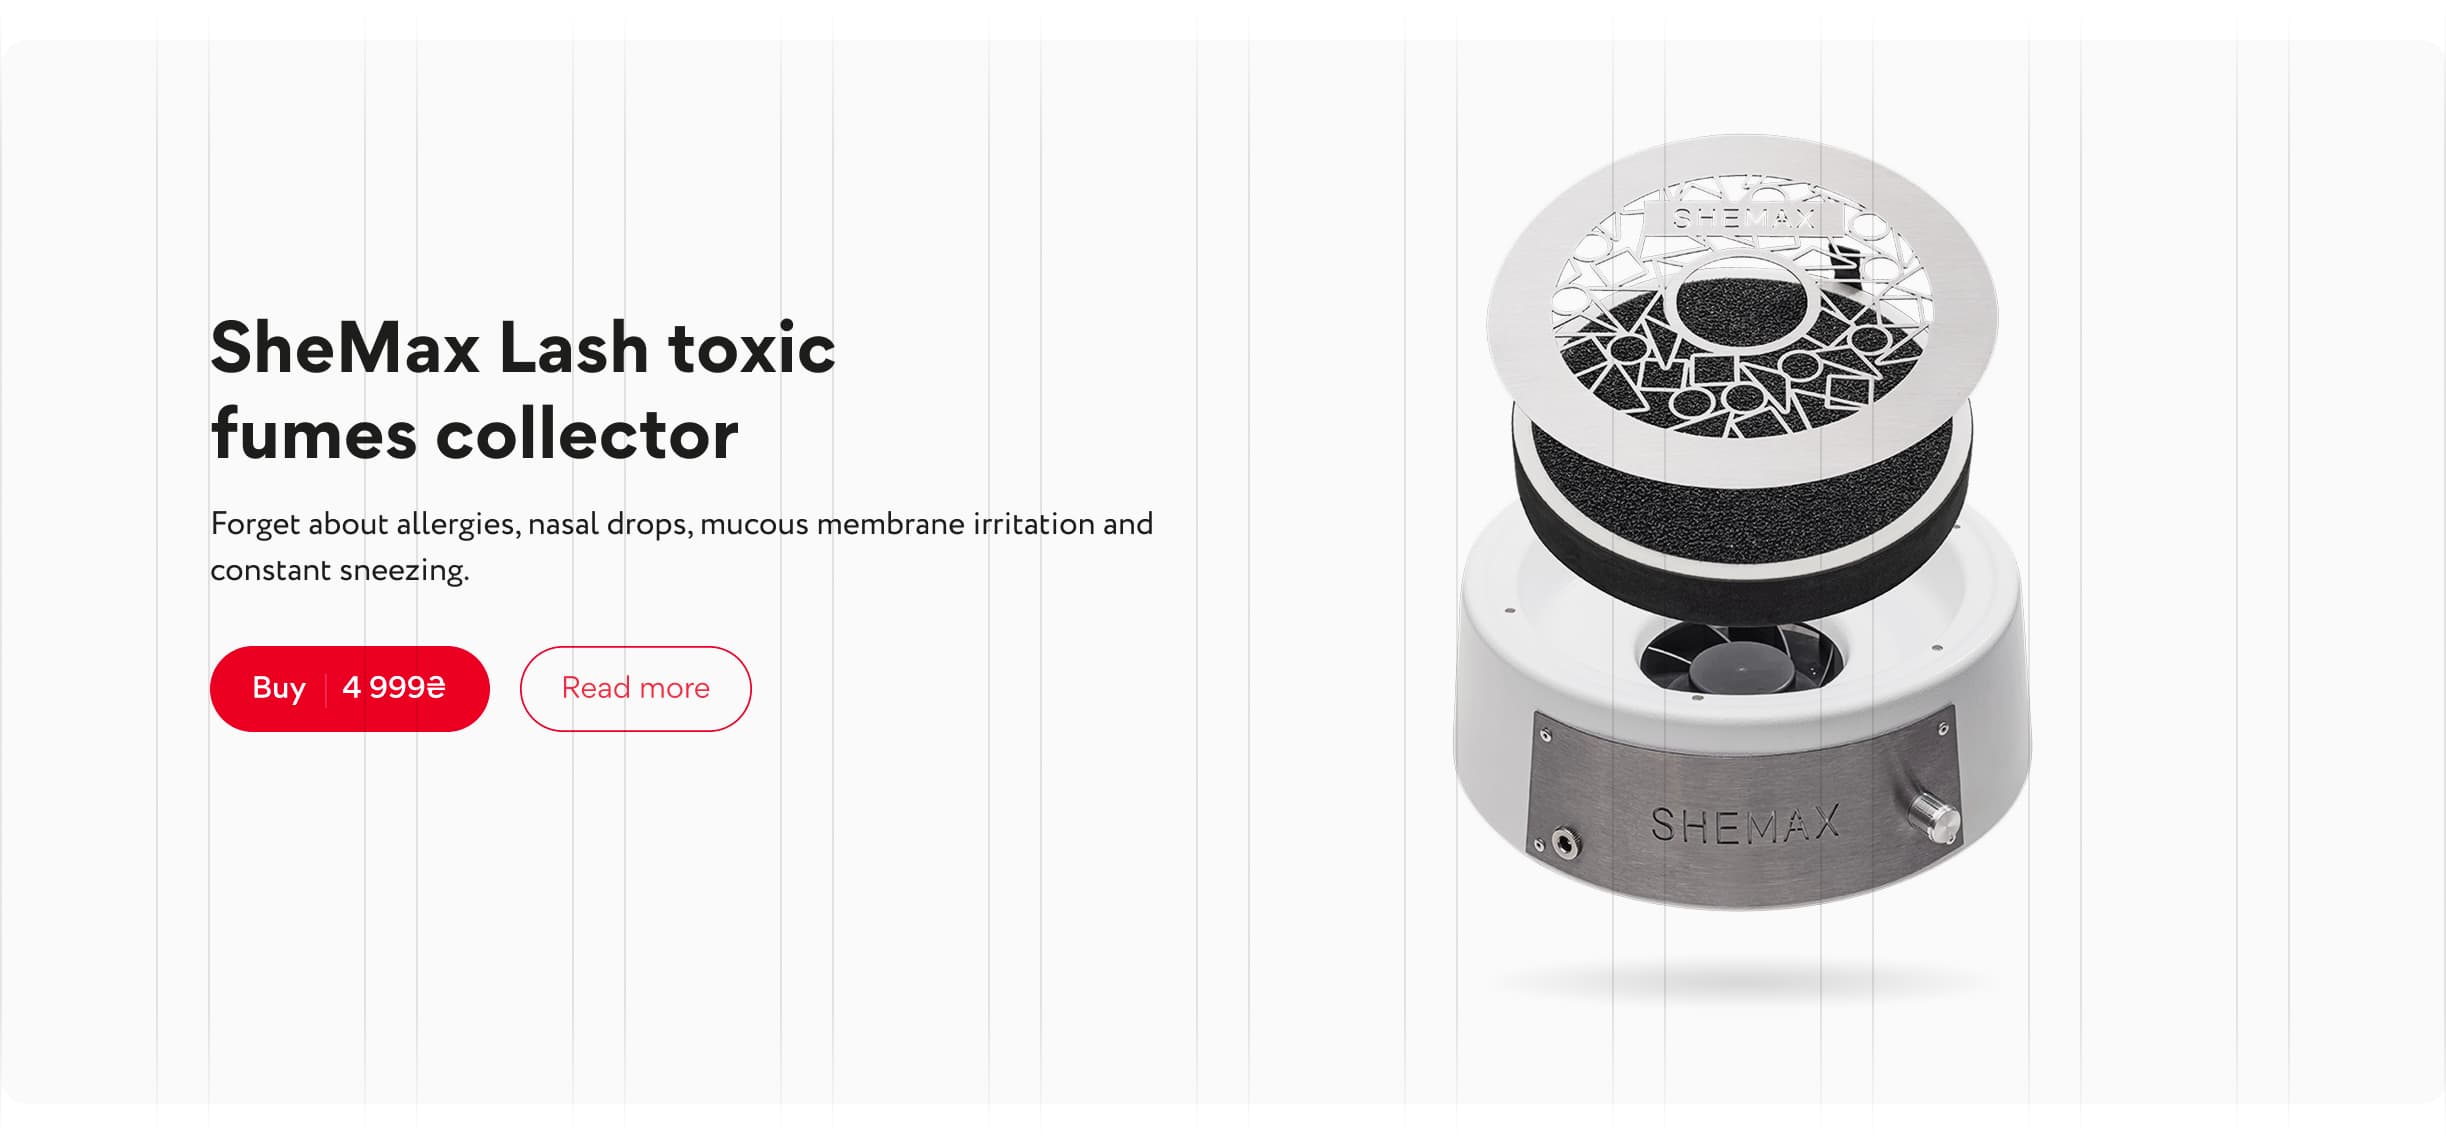 SheMax Lash toxic
fumes collector
Forget about allergies, nasal drops, mucous membrane irritation and
constant sneezing.
Buy | 4 999₴
Read more
SHEMAX
SHEMAX